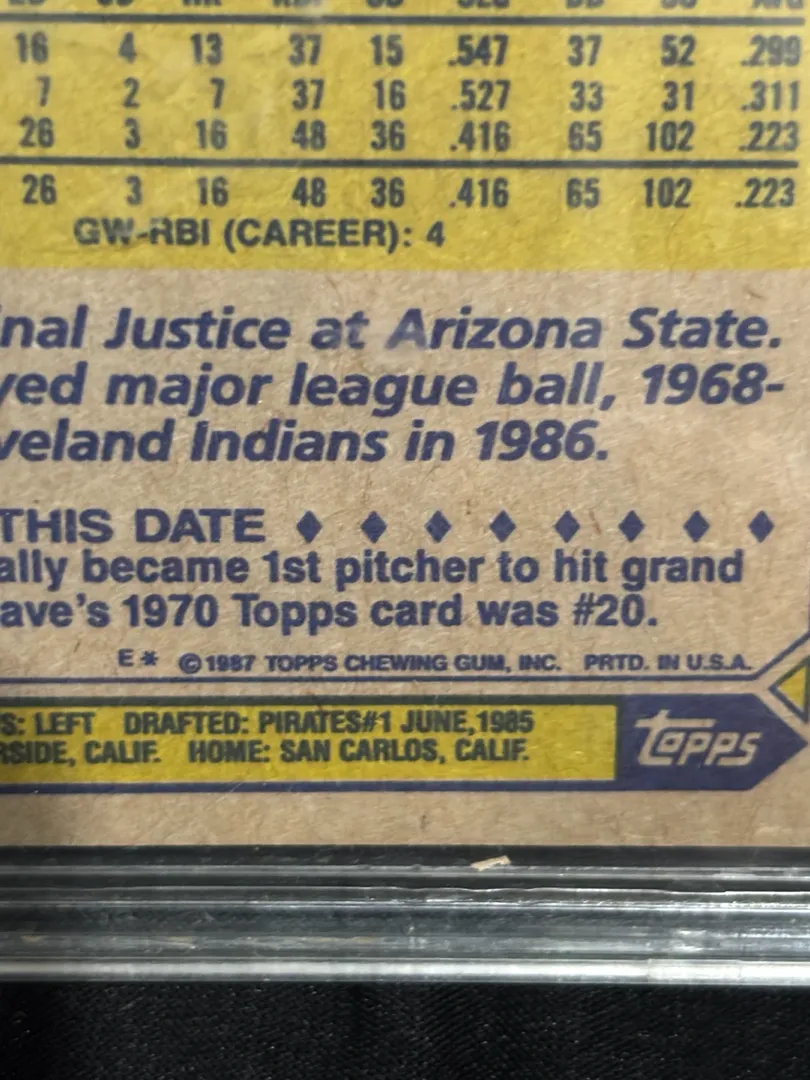 16 4 13 37 15 .547 37 52 .299
7 2 7 37 16 .527 33 31 .311
26 3 16 48 36 .416 65 102 .223
26 3 16 48 36 .416 65 102 .223
GW-RBI (CAREER): 4
nal Justice at Arizona State.
yed major league ball, 1968-
veland Indians in 1986.
THIS DATE
ally became 1st pitcher to hit grand
ave's 1970 Topps card was #20.
E* ©1987 TOPPS CHEWING GUM, INC. PRTD. IN U.S.A.
S: LEFT DRAFTED: PIRATES#1 JUNE,1985
RSIDE, CALIF. HOME: SAN CARLOS, CALIF.
TOPPS